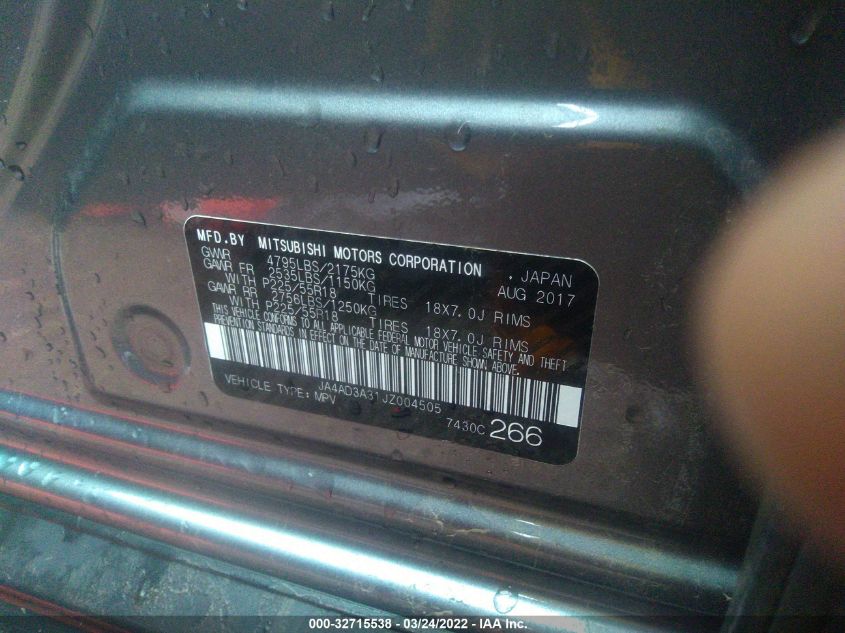 MFD.BY MITSUBISHI MOTORS CORPORATION , JAPAN
GVWR 4795LBS/2175KG AUG 2017
GAWR FR 2535LBS/1150KG
WITH P225/55R18 TIRES 18X7.0J RIMS
GAWR RR 2756LBS/1250KG
WITH P225/55R18 TIRES 18X7.0J RIMS
THIS VEHICLE CONFORMS TO ALL APPLICABLE FEDERAL MOTOR VEHICLE SAFETY AND THEFT
PREVENTION STANDARDS IN EFFECT ON THE DATE OF MANUFACTURE SHOWN ABOVE.
JA4AD3A31JZ004505
VEHICLE TYPE: MPV 7430C 266
000-32715538 - 03/24/2022 - IAA Inc.